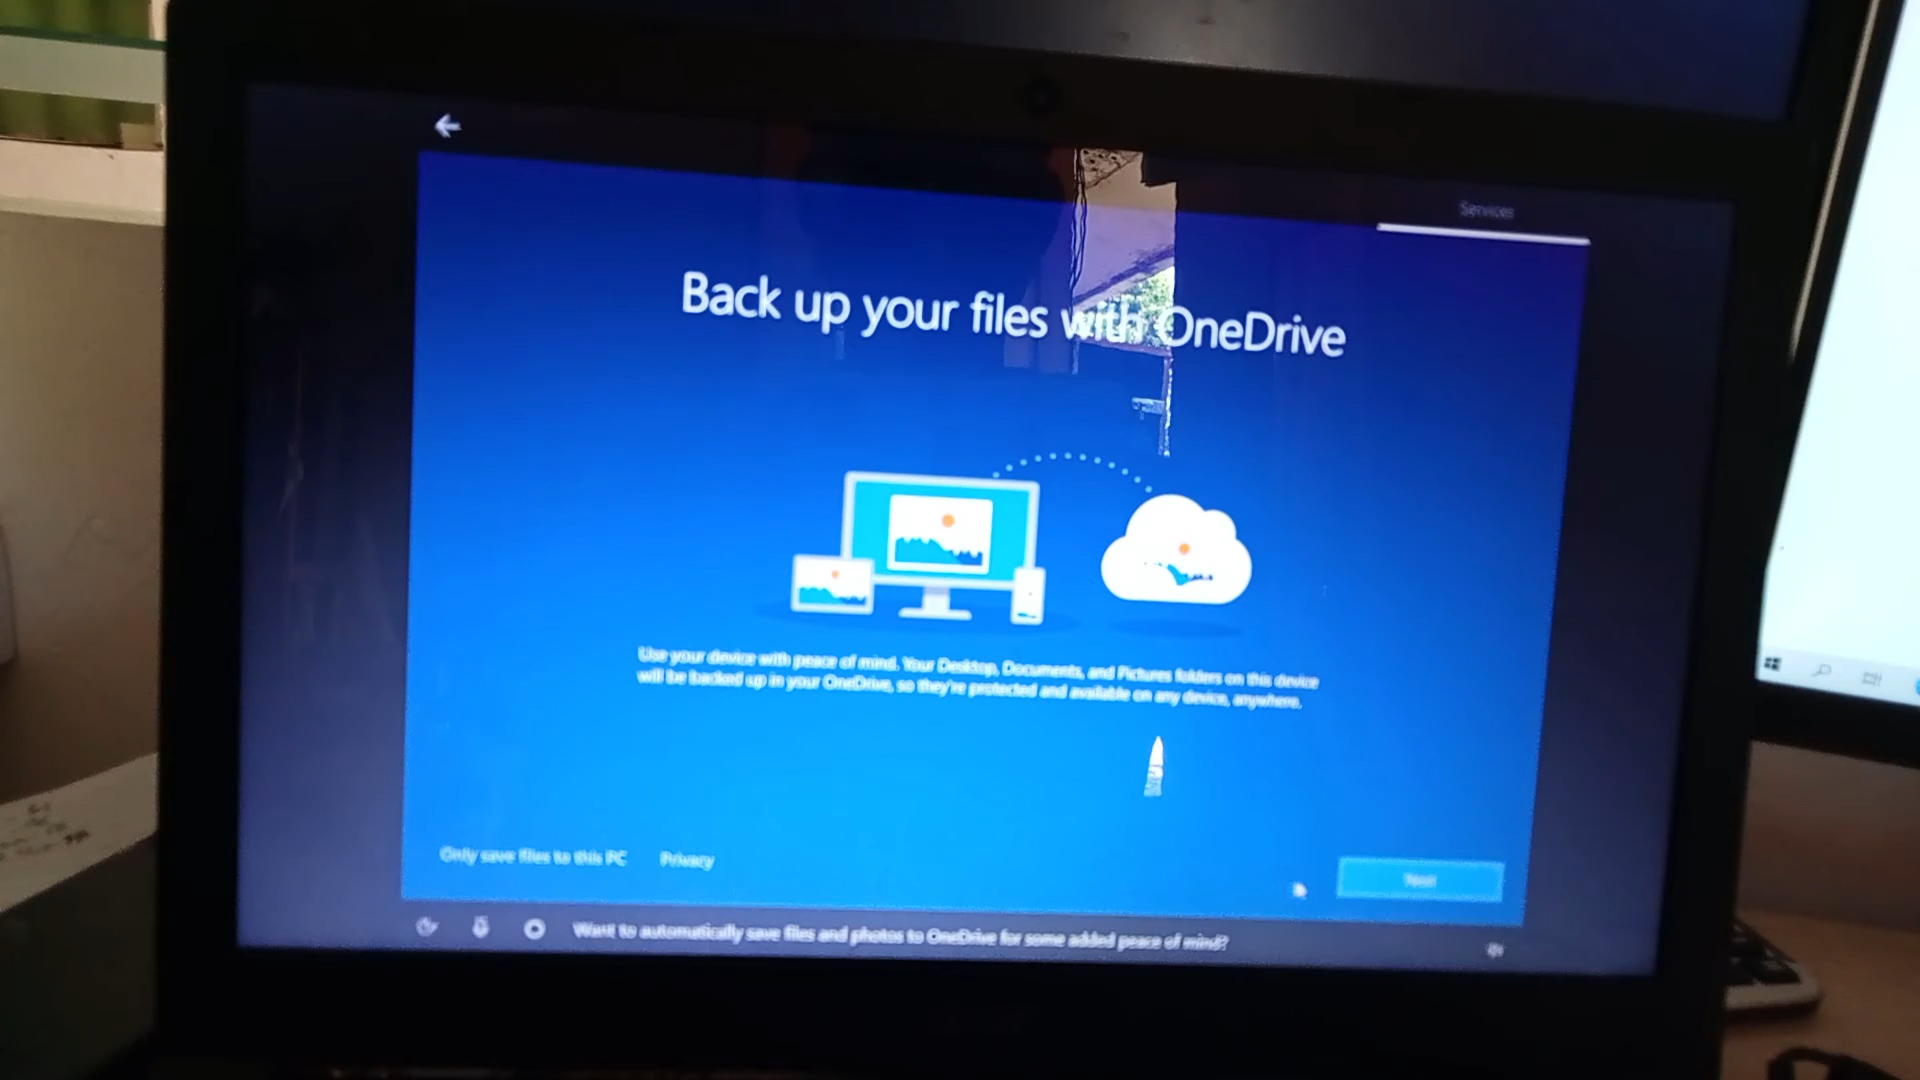 Services
Back up your files with OneDrive
Use your device with peace of mind. Your Desktop, Documents, and Pictures folders on this device
will be backed up in your OneDrive, so they're protected and available on any device, anywhere.
Only save files to this PC
Privacy
Next
Want to automatically save files and photos to OneDrive for some added peace of mind?